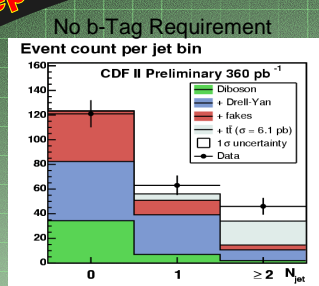 No b-Tag Requirement
Event count per jet bin
160
140
120
100
80
60
40
20
0
CDF II Preliminary 360 pb⁻¹
Diboson
+ Drell-Yan
+ fakes
+ tt̄ (σ = 6.1 pb)
1σ uncertainty
Data
0 1 ≥2 N_jet